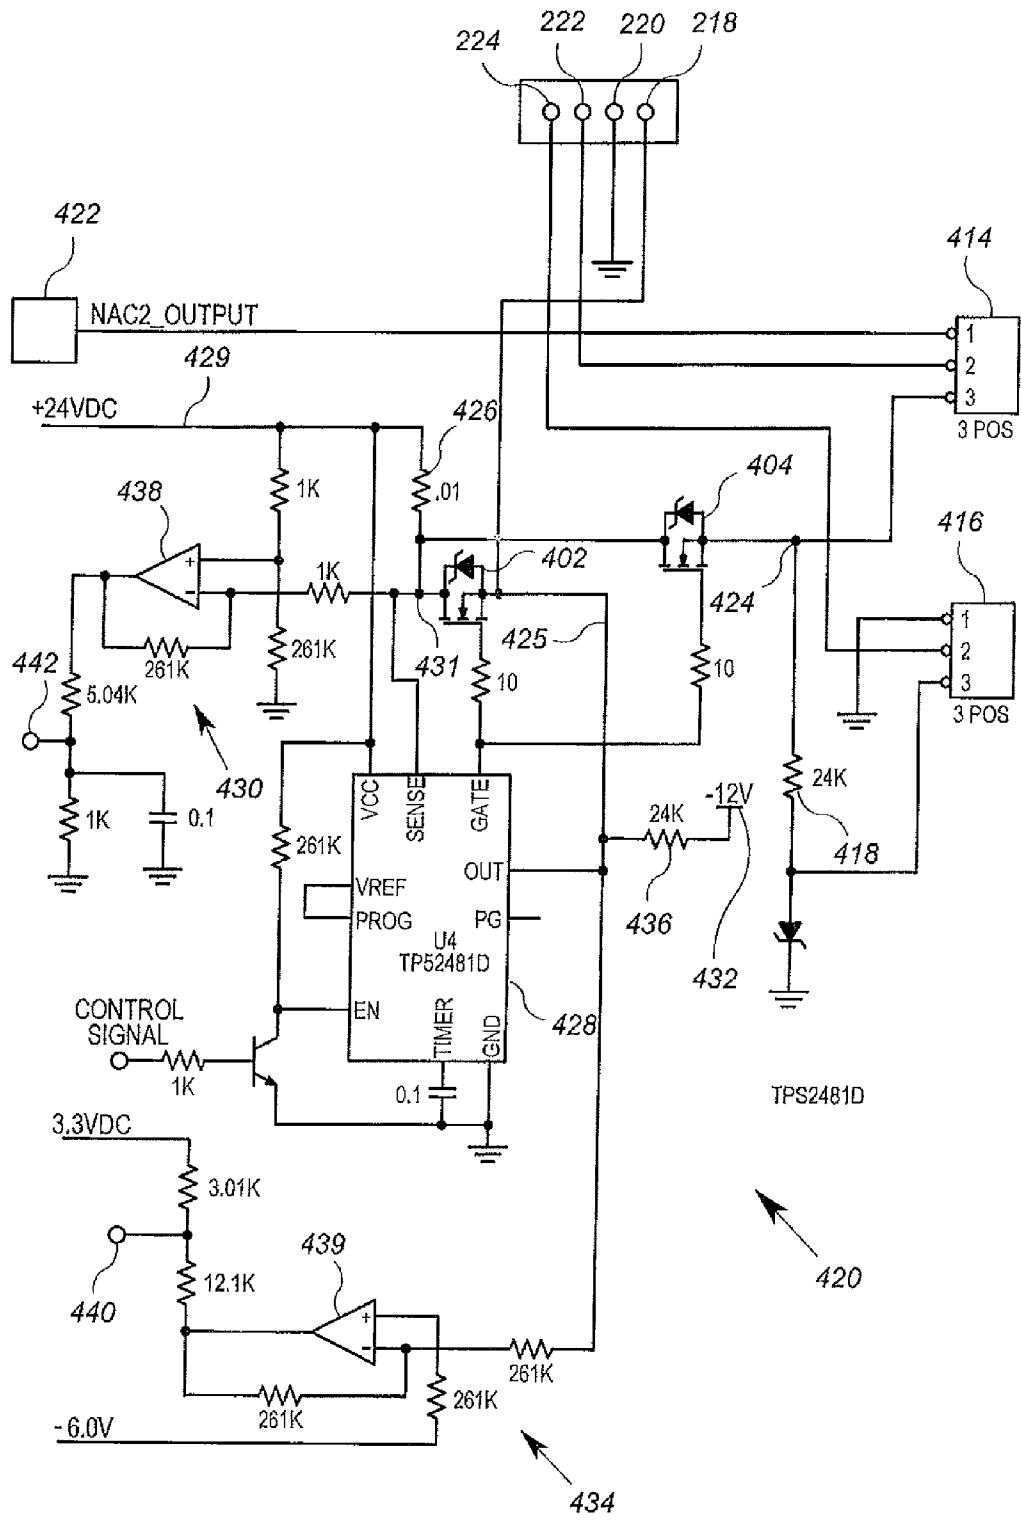 224 222 220 218
422
414
NAC2_OUTPUT
1
2
3
3 POS
429
+24VDC
426
.01
1K
438
404
402
416
1K
+
-
424
425
431
261K
261K
10
10
1
2
3
3 POS
442
5.04K
430
1K
0.1
VCC
SENSE
GATE
-12V
24K
24K
418
261K
VREF
PROG
OUT
PG
436
432
U4
TP52481D
EN
TIMER
GND
428
CONTROL
SIGNAL
1K
0.1
TPS2481D
3.3VDC
3.01K
440
12.1K
439
+
-
420
261K
261K
261K
- 6.0V
434